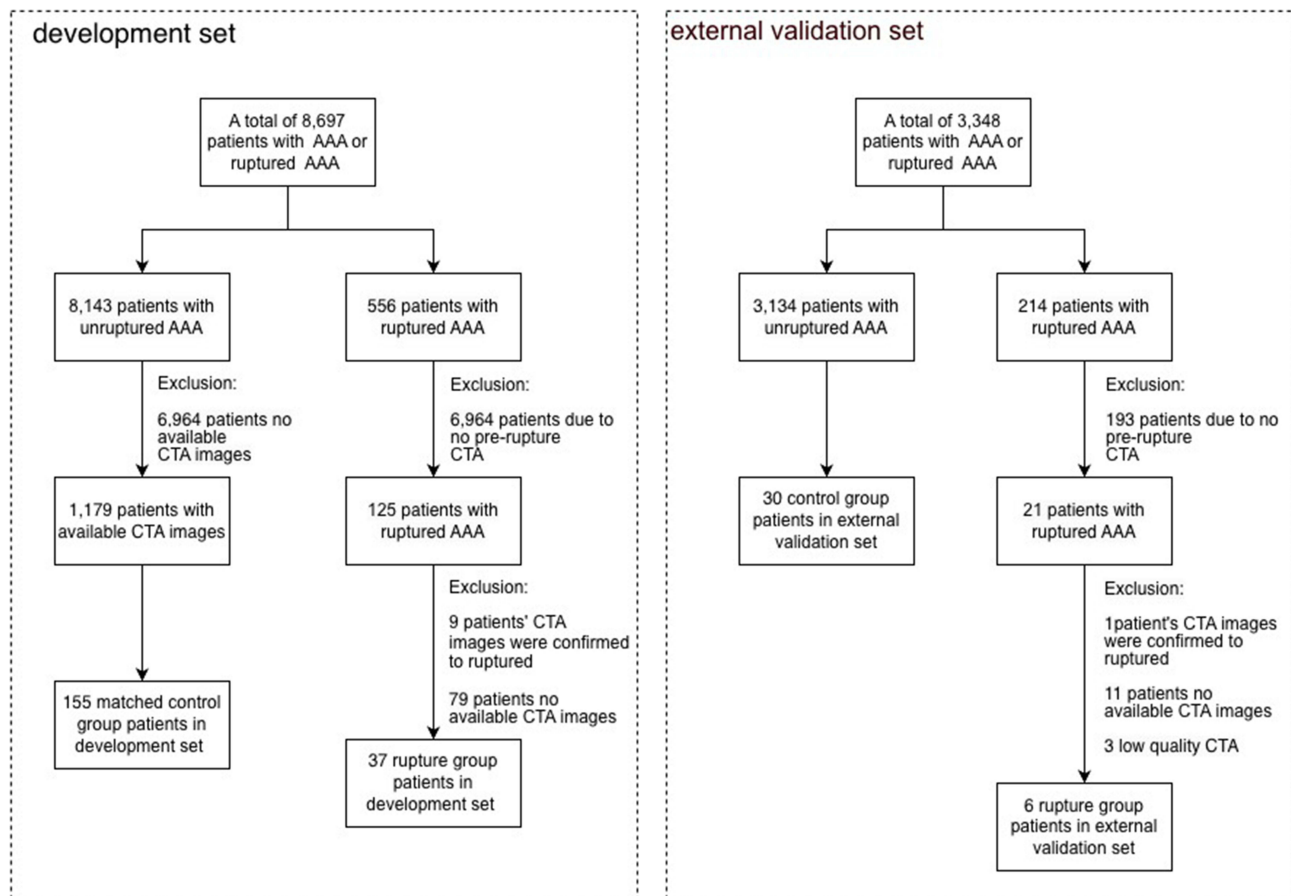 development set
A total of 8,697
patients with AAA or
ruptured AAA
8,143 patients with
unruptured AAA
556 patients with
ruptured AAA
Exclusion:
6,964 patients no
available
CTA images
Exclusion:
6,964 patients due to
no pre-rupture
CTA
1,179 patients with
available CTA images
125 patients with
ruptured AAA
Exclusion:
9 patients' CTA
images were confirmed
to ruptured
79 patients no
available CTA images
155 matched control
group patients in
development set
37 rupture group
patients in
development set
external validation set
A total of 3,348
patients with AAA or
ruptured AAA
3,134 patients with
unruptured AAA
214 patients with
ruptured AAA
Exclusion:
193 patients due to no
pre-rupture
CTA
30 control group
patients in external
validation set
21 patients with
ruptured AAA
Exclusion:
1patient's CTA images
were confirmed to
ruptured
11 patients no
available CTA images
3 low quality CTA
6 rupture group
patients in external
validation set